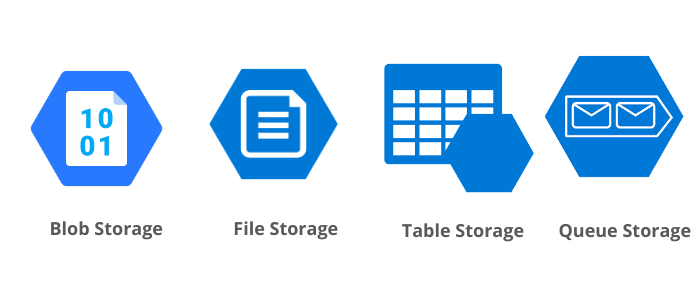 10
01
Blob Storage
File Storage
Table Storage
Queue Storage